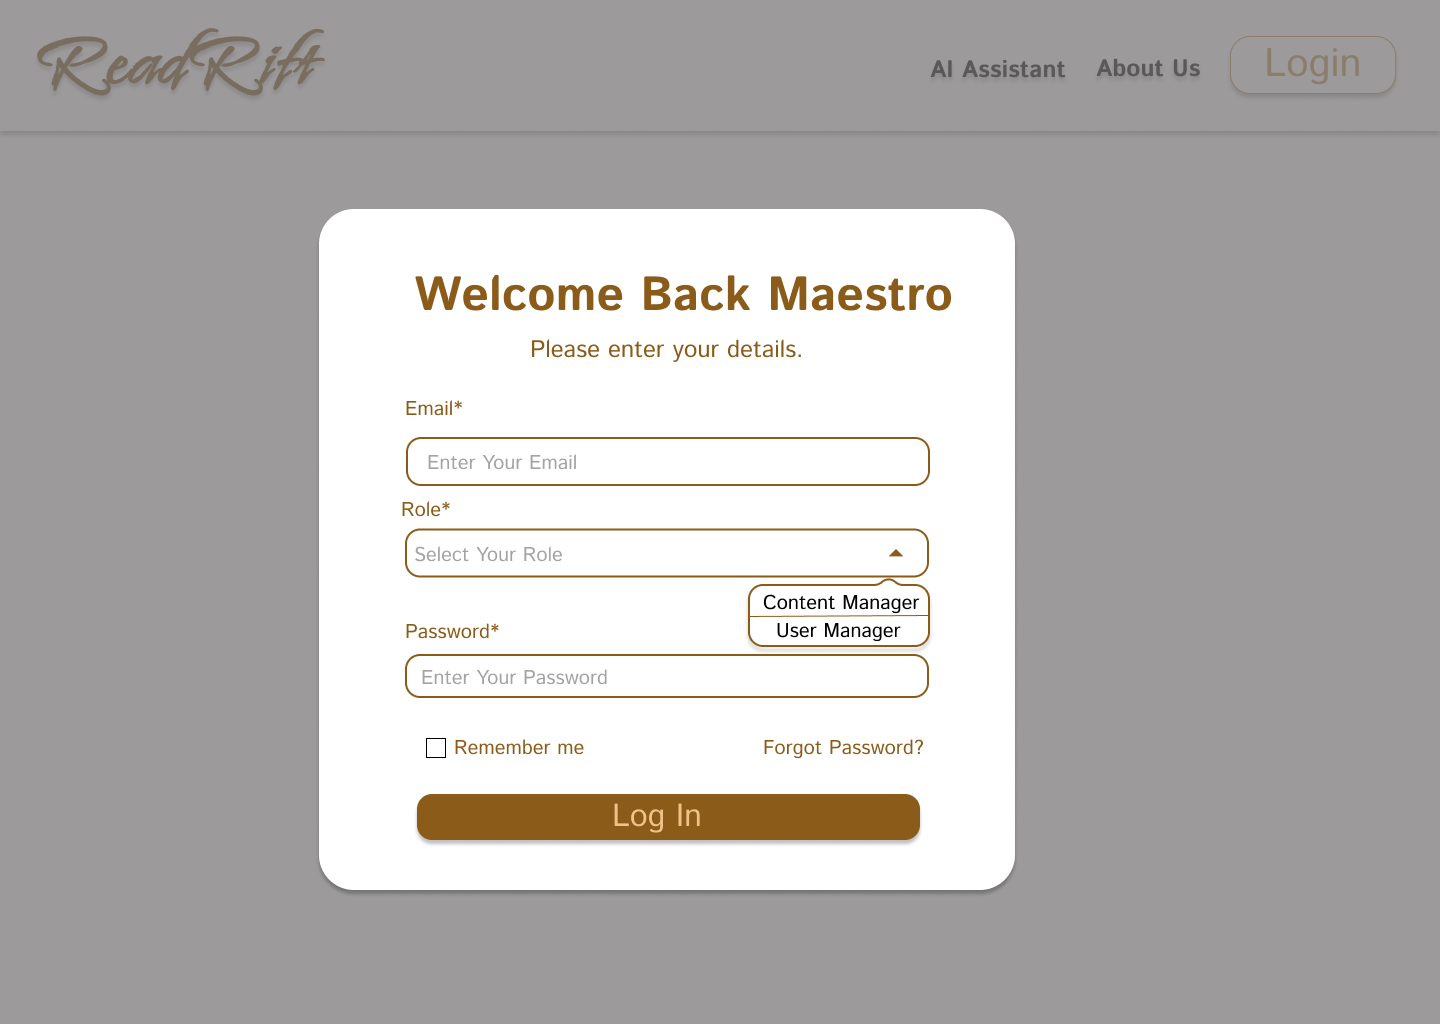 ReadRift
AI Assistant
About Us
Login
Welcome Back Maestro
Please enter your details.
Email*
Enter Your Email
Role*
Select Your Role
Content Manager
User Manager
Password*
Enter Your Password
Remember me
Forgot Password?
Log In